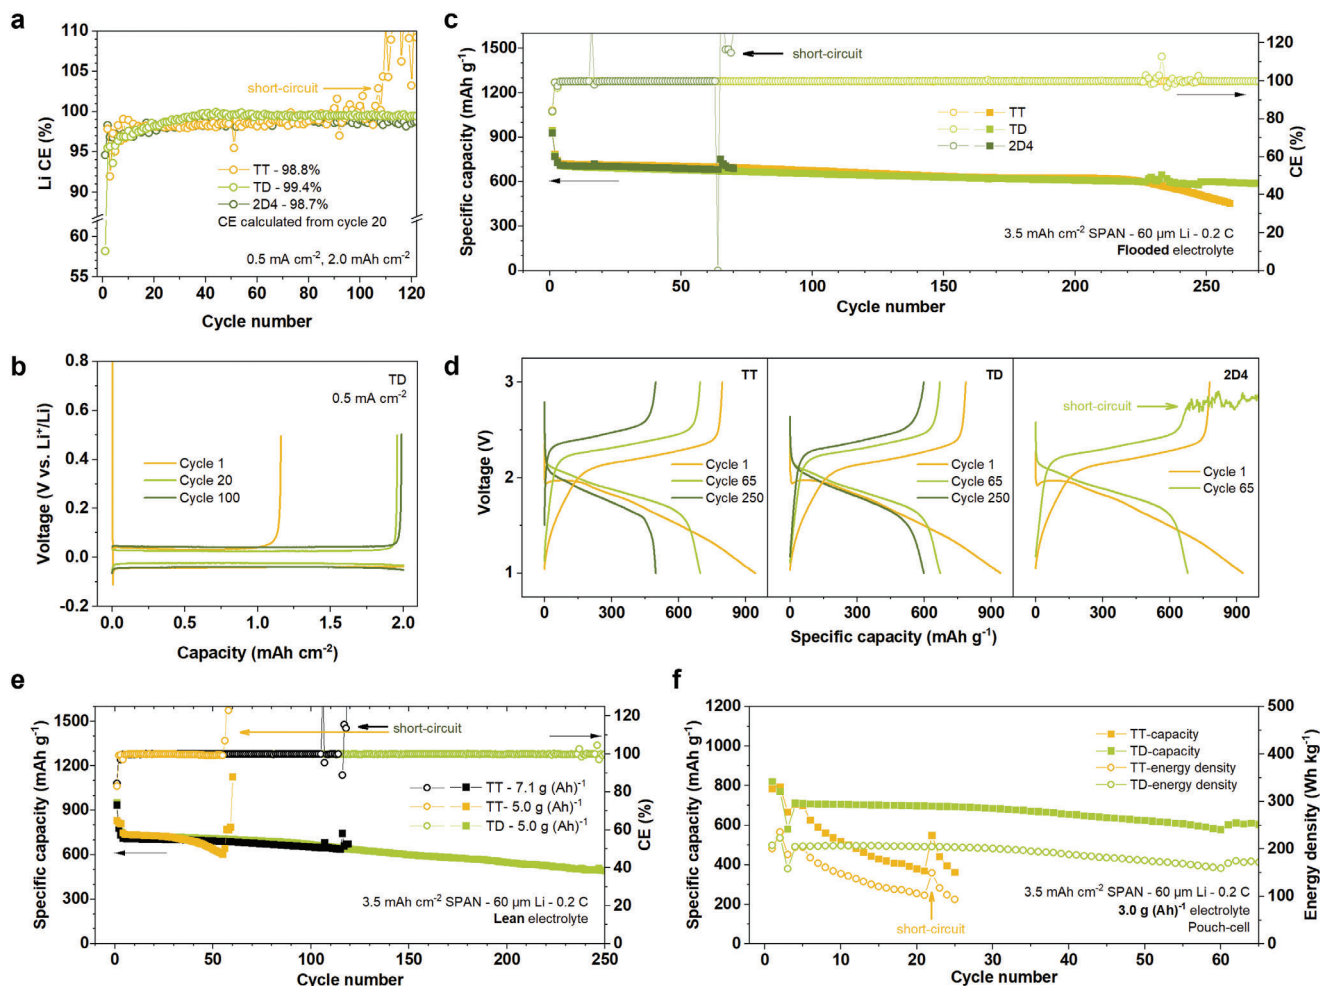 a
110
105
100
95
90
60
55
Li CE (%)
short-circuit
TT - 98.8%
TD - 99.4%
2D4 - 98.7%
CE calculated from cycle 20
0.5 mA cm⁻², 2.0 mAh cm⁻²
0 20 40 60 80 100 120
Cycle number
b
0.8
0.6
0.4
0.2
0.0
-0.2
Voltage (V vs. Li⁺/Li)
TD
0.5 mA cm⁻²
Cycle 1
Cycle 20
Cycle 100
0.0 0.5 1.0 1.5 2.0
Capacity (mAh cm⁻²)
c
1500
1200
900
600
300
0
Specific capacity (mAh g⁻¹)
short-circuit
TT
TD
2D4
3.5 mAh cm⁻² SPAN - 60 µm Li - 0.2 C
Flooded electrolyte
120
100
80
60
40
20
0
CE (%)
0 50 100 150 200 250
Cycle number
d
3
2
1
Voltage (V)
TT
Cycle 1
Cycle 65
Cycle 250
TD
Cycle 1
Cycle 65
Cycle 250
2D4
short-circuit
Cycle 1
Cycle 65
0 300 600 900 0 300 600 900 0 300 600 900
Specific capacity (mAh g⁻¹)
e
1500
1200
900
600
300
0
Specific capacity (mAh g⁻¹)
short-circuit
TT - 7.1 g (Ah)⁻¹
TT - 5.0 g (Ah)⁻¹
TD - 5.0 g (Ah)⁻¹
3.5 mAh cm⁻² SPAN - 60 µm Li - 0.2 C
Lean electrolyte
120
100
80
60
40
20
0
CE (%)
0 50 100 150 200 250
Cycle number
f
1200
1000
800
600
400
200
0
Specific capacity (mAh g⁻¹)
TT-capacity
TD-capacity
TT-energy density
TD-energy density
short-circuit
3.5 mAh cm⁻² SPAN - 60 µm Li - 0.2 C
3.0 g (Ah)⁻¹ electrolyte
Pouch-cell
500
400
300
200
100
0
Energy density (Wh kg⁻¹)
0 10 20 30 40 50 60
Cycle number